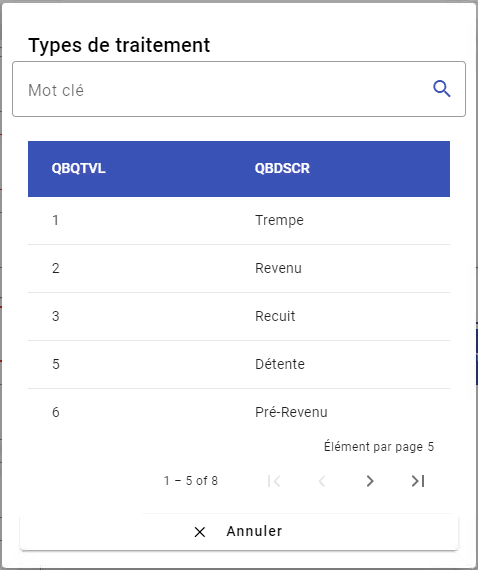 Types de traitement
Mot clé
QBQTVL QBDSCR
1 Trempe
2 Revenu
3 Recuit
5 Détente
6 Pré-Revenu
Élément par page 5
1 – 5 of 8
Annuler